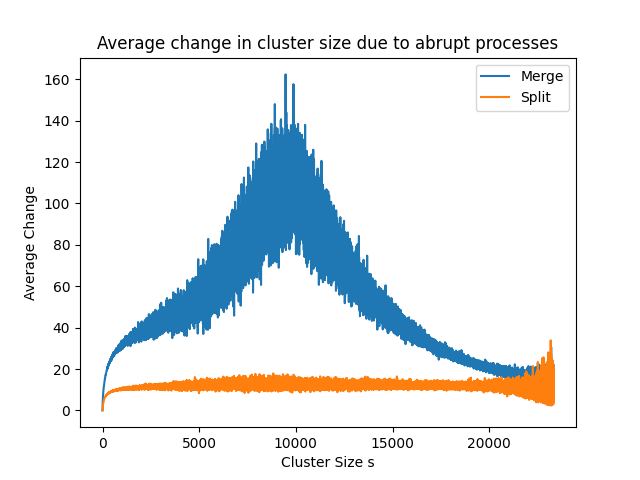 Average change in cluster size due to abrupt processes
Merge
Split
160
140
120
100
80
60
40
20
0
Average Change
0 5000 10000 15000 20000
Cluster Size s